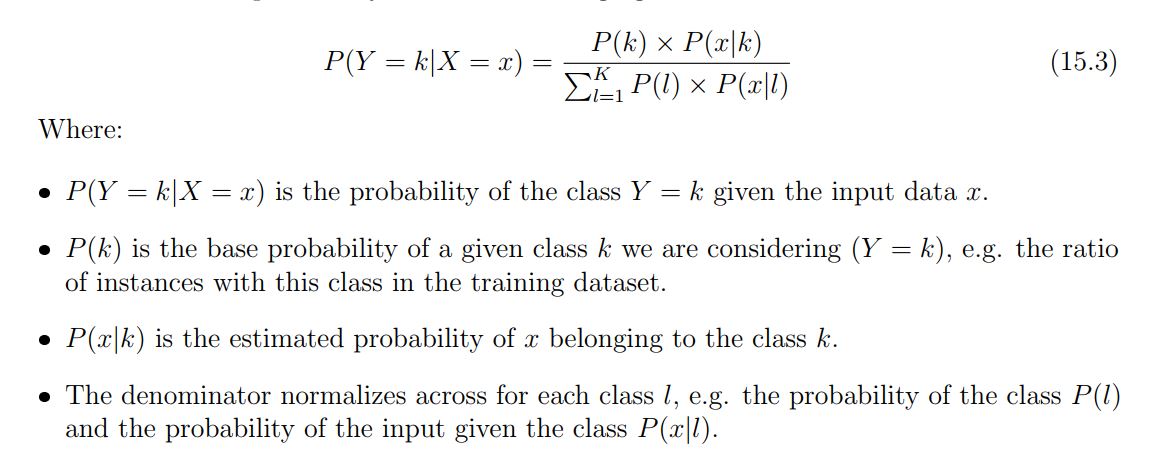 P(Y = k|X = x) = \frac{P(k) × P(x|k)}{\sum_{l=1}^{K} P(l) × P(x|l)} (15.3)
Where:
• P(Y = k|X = x) is the probability of the class Y = k given the input data x.
• P(k) is the base probability of a given class k we are considering (Y = k), e.g. the ratio
of instances with this class in the training dataset.
• P(x|k) is the estimated probability of x belonging to the class k.
• The denominator normalizes across for each class l, e.g. the probability of the class P(l)
and the probability of the input given the class P(x|l).